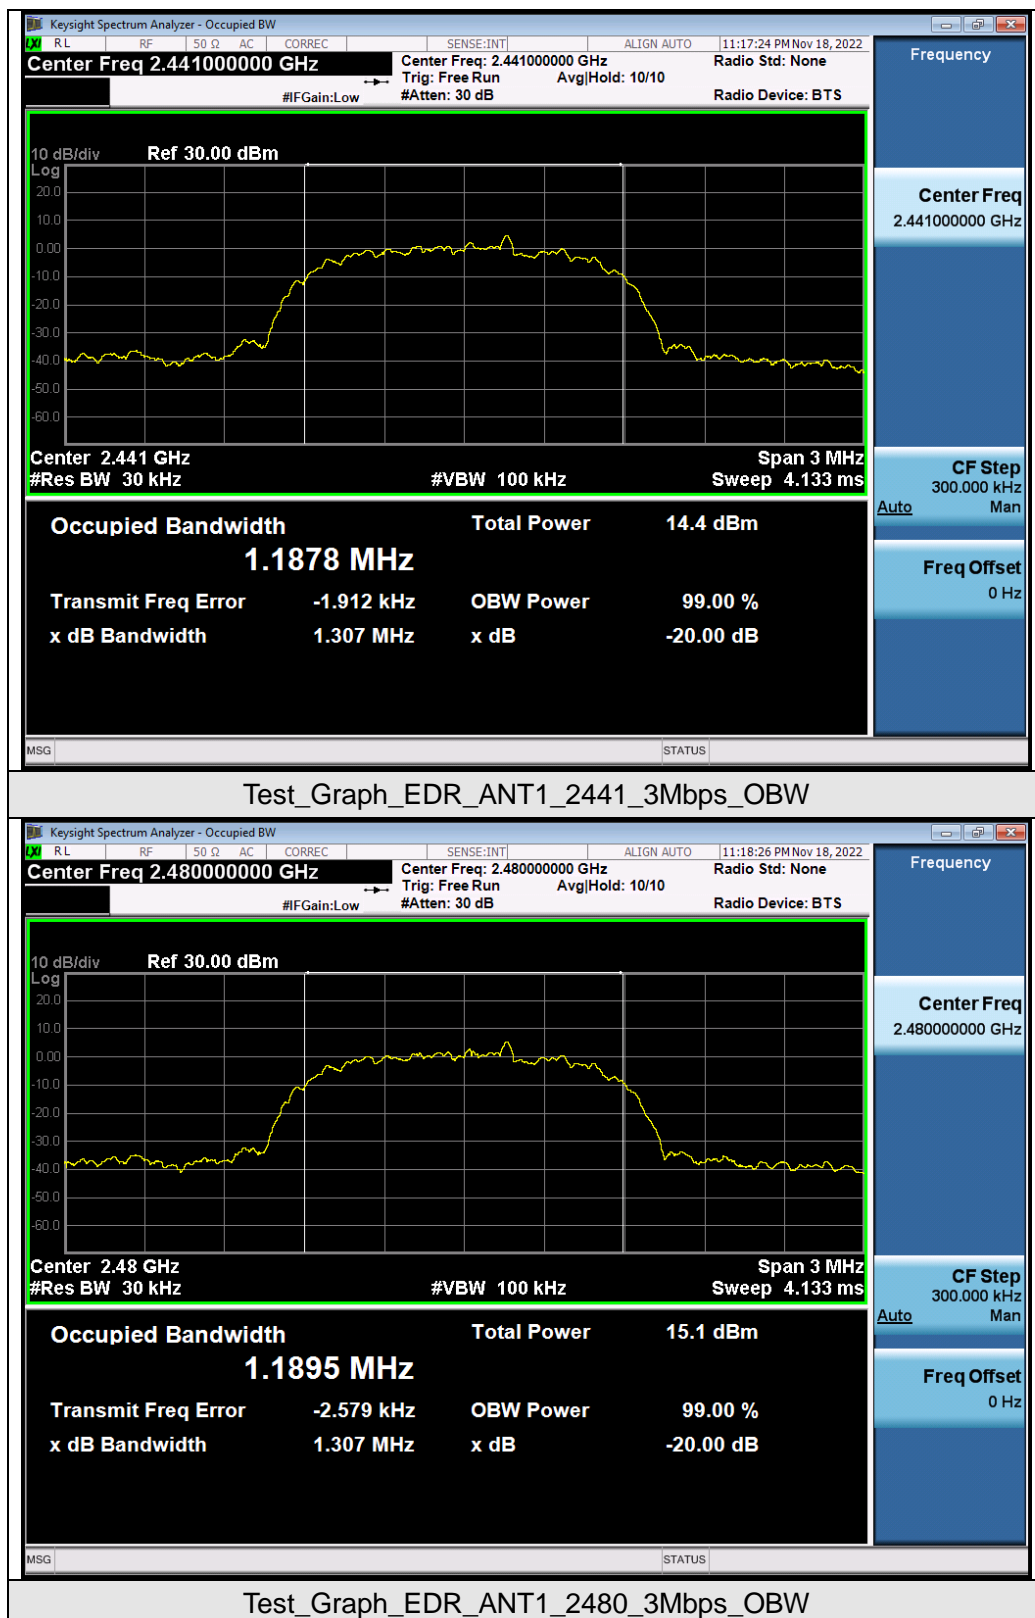 Keysight Spectrum Analyzer - Occupied BW
LXI RL RF 50 Ω AC CORREC SENSE:INT ALIGN AUTO 11:17:24 PM Nov 18, 2022
Center Freq 2.441000000 GHz
Center Freq: 2.441000000 GHz Radio Std: None
Trig: Free Run Avg|Hold: 10/10
#IFGain:Low #Atten: 30 dB Radio Device: BTS
Frequency
10 dB/div Ref 30.00 dBm
Log
20.0
10.0
0.00
-10.0
-20.0
-30.0
-40.0
-50.0
-60.0
Center 2.441 GHz Span 3 MHz
#Res BW 30 kHz #VBW 100 kHz Sweep 4.133 ms
Center Freq
2.441000000 GHz
CF Step
300.000 kHz
Auto Man
Freq Offset
0 Hz
Occupied Bandwidth Total Power 14.4 dBm
1.1878 MHz
Transmit Freq Error -1.912 kHz OBW Power 99.00 %
x dB Bandwidth 1.307 MHz x dB -20.00 dB
MSG STATUS
Test_Graph_EDR_ANT1_2441_3Mbps_OBW
Keysight Spectrum Analyzer - Occupied BW
LXI RL RF 50 Ω AC CORREC SENSE:INT ALIGN AUTO 11:18:26 PM Nov 18, 2022
Center Freq 2.480000000 GHz
Center Freq: 2.480000000 GHz Radio Std: None
Trig: Free Run Avg|Hold: 10/10
#IFGain:Low #Atten: 30 dB Radio Device: BTS
Frequency
10 dB/div Ref 30.00 dBm
Log
20.0
10.0
0.00
-10.0
-20.0
-30.0
-40.0
-50.0
-60.0
Center 2.48 GHz Span 3 MHz
#Res BW 30 kHz #VBW 100 kHz Sweep 4.133 ms
Center Freq
2.480000000 GHz
CF Step
300.000 kHz
Auto Man
Freq Offset
0 Hz
Occupied Bandwidth Total Power 15.1 dBm
1.1895 MHz
Transmit Freq Error -2.579 kHz OBW Power 99.00 %
x dB Bandwidth 1.307 MHz x dB -20.00 dB
MSG STATUS
Test_Graph_EDR_ANT1_2480_3Mbps_OBW